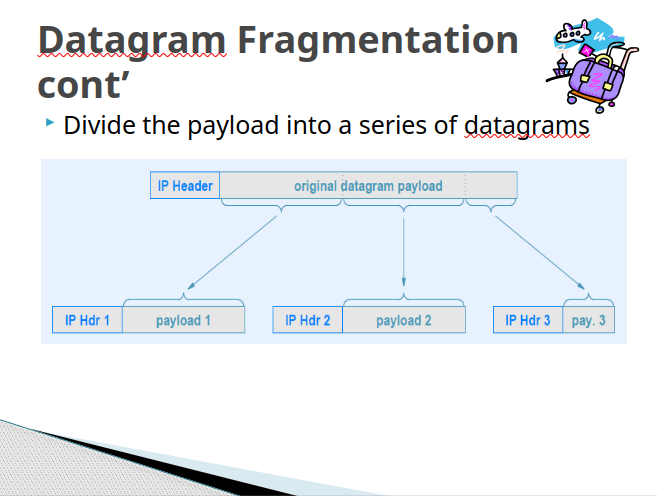 Datagram Fragmentation
cont’
Divide the payload into a series of datagrams
IP Header original datagram payload
IP Hdr 1 payload 1 IP Hdr 2 payload 2 IP Hdr 3 pay. 3